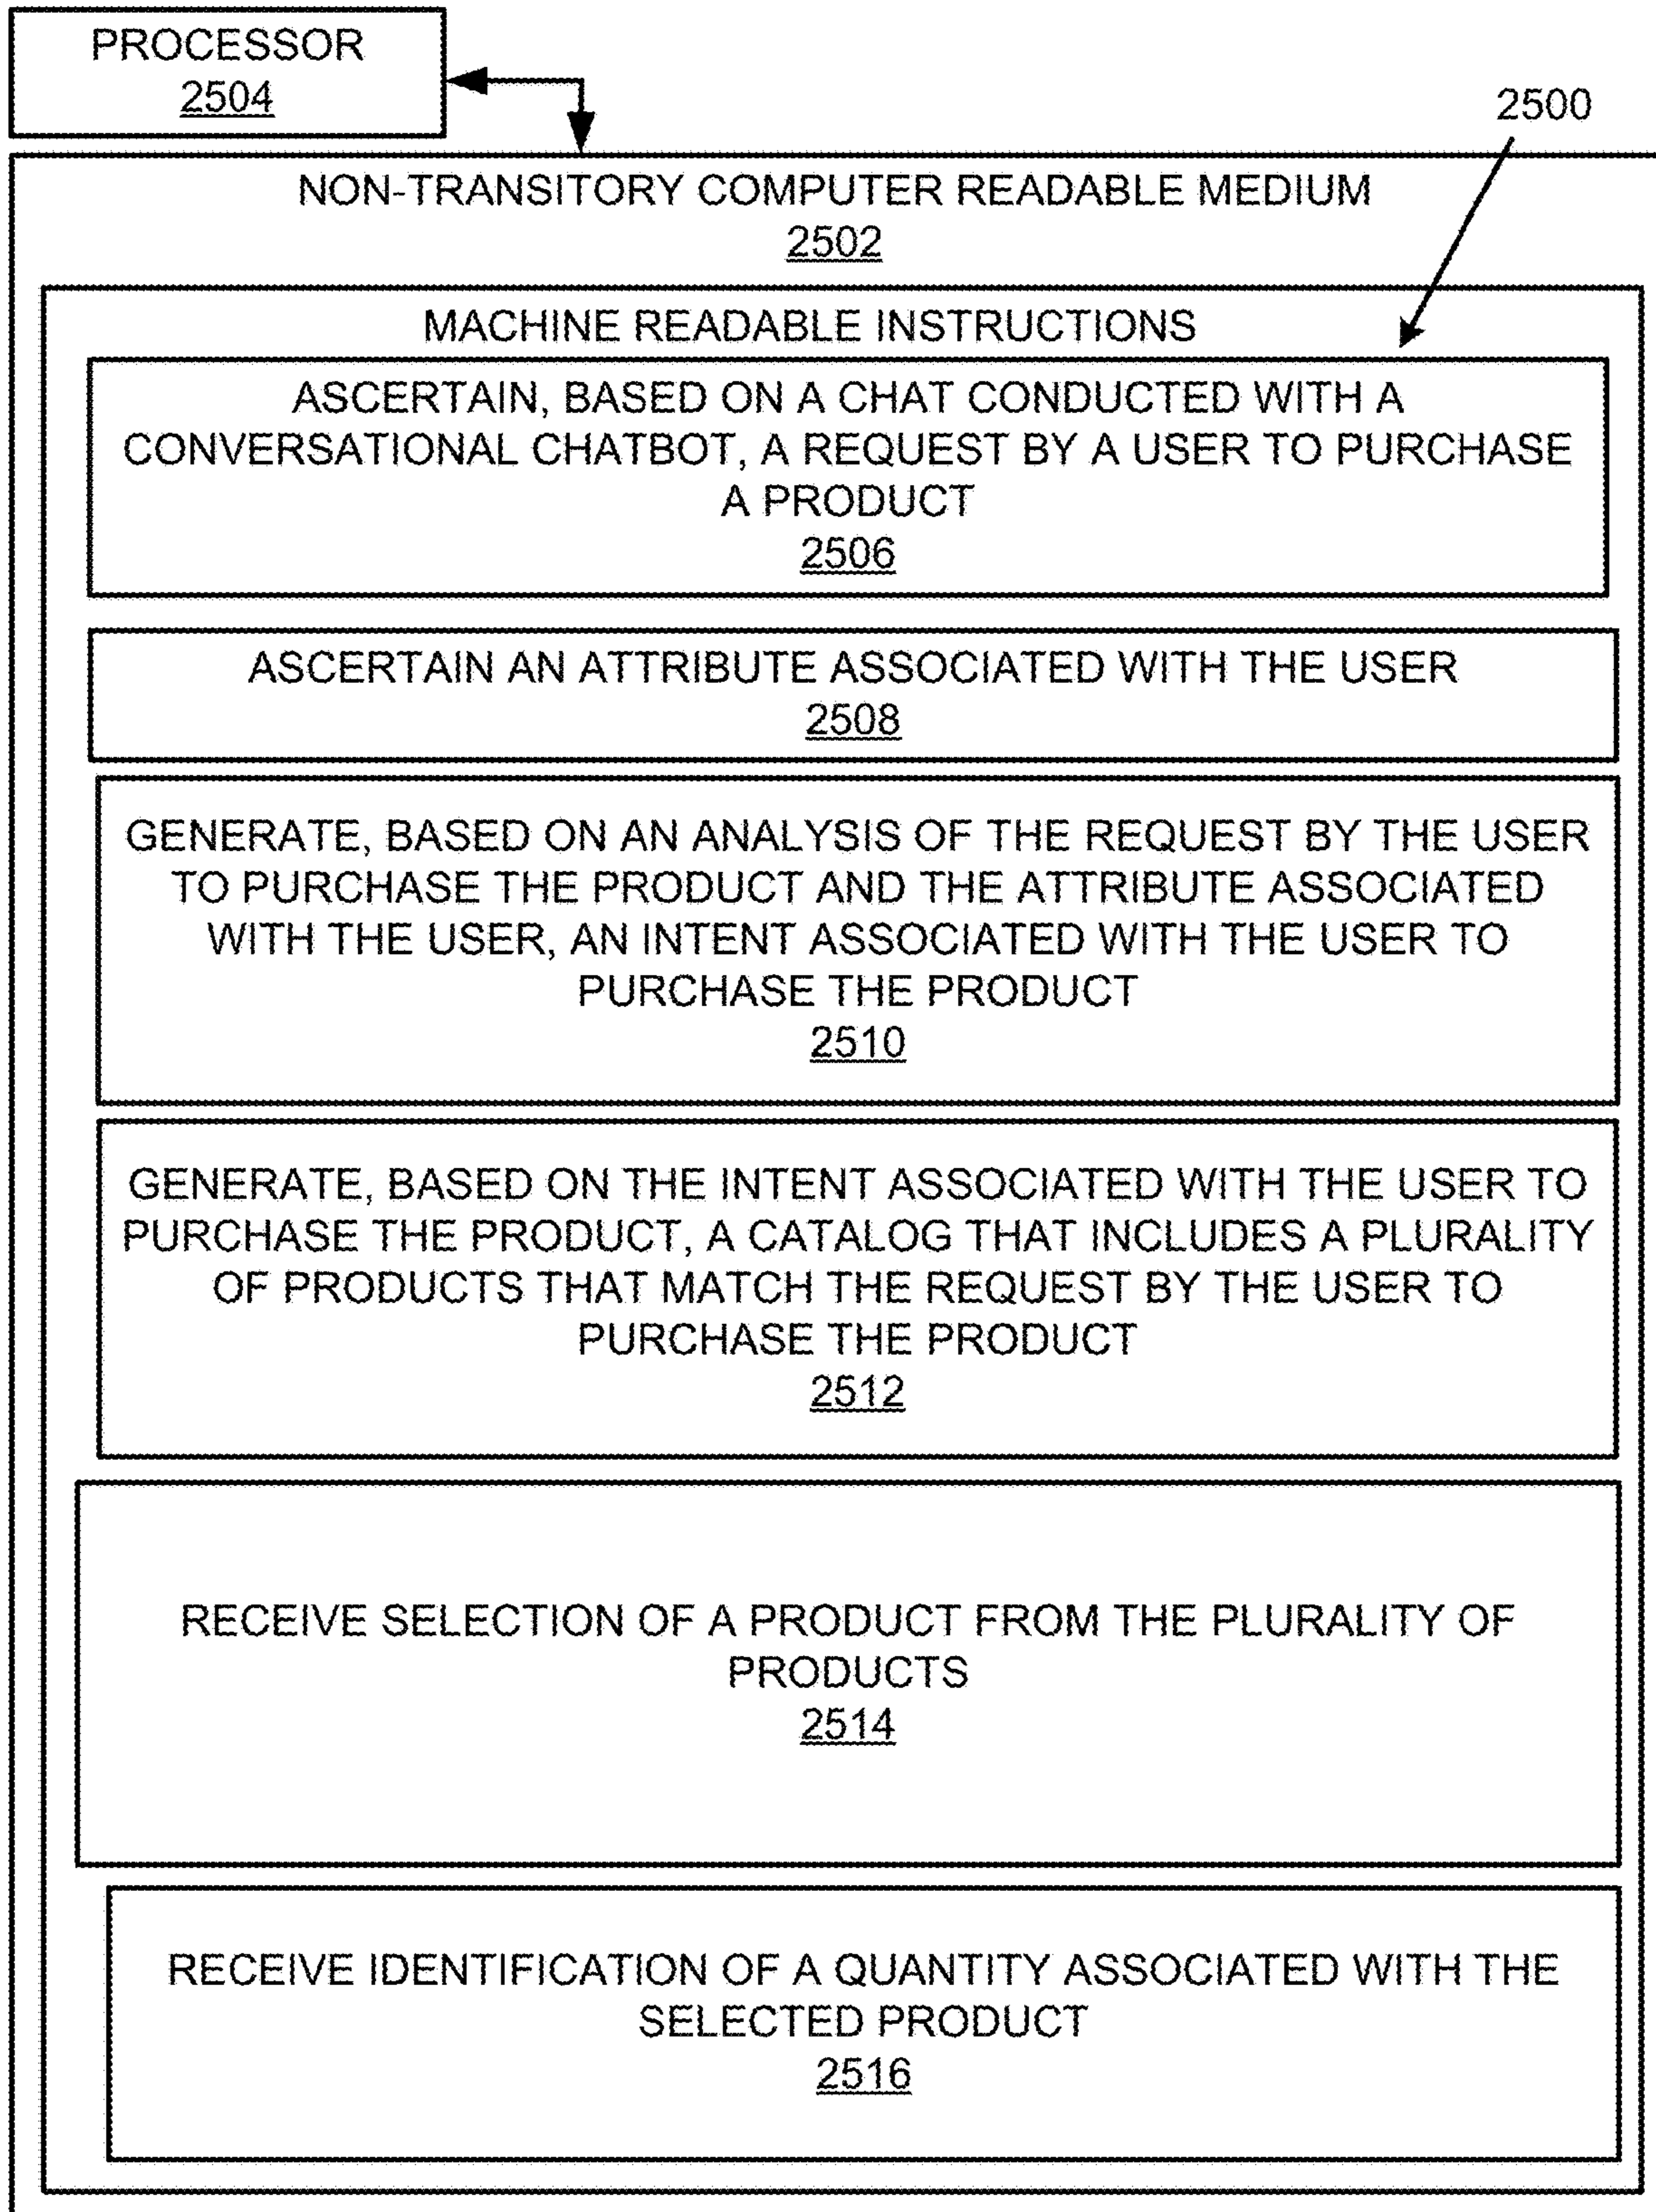 PROCESSOR
2504
2500
NON-TRANSITORY COMPUTER READABLE MEDIUM
2502
MACHINE READABLE INSTRUCTIONS
ASCERTAIN, BASED ON A CHAT CONDUCTED WITH A
CONVERSATIONAL CHATBOT, A REQUEST BY A USER TO PURCHASE
A PRODUCT
2506
ASCERTAIN AN ATTRIBUTE ASSOCIATED WITH THE USER
2508
GENERATE, BASED ON AN ANALYSIS OF THE REQUEST BY THE USER
TO PURCHASE THE PRODUCT AND THE ATTRIBUTE ASSOCIATED
WITH THE USER, AN INTENT ASSOCIATED WITH THE USER TO
PURCHASE THE PRODUCT
2510
GENERATE, BASED ON THE INTENT ASSOCIATED WITH THE USER TO
PURCHASE THE PRODUCT, A CATALOG THAT INCLUDES A PLURALITY
OF PRODUCTS THAT MATCH THE REQUEST BY THE USER TO
PURCHASE THE PRODUCT
2512
RECEIVE SELECTION OF A PRODUCT FROM THE PLURALITY OF
PRODUCTS
2514
RECEIVE IDENTIFICATION OF A QUANTITY ASSOCIATED WITH THE
SELECTED PRODUCT
2516